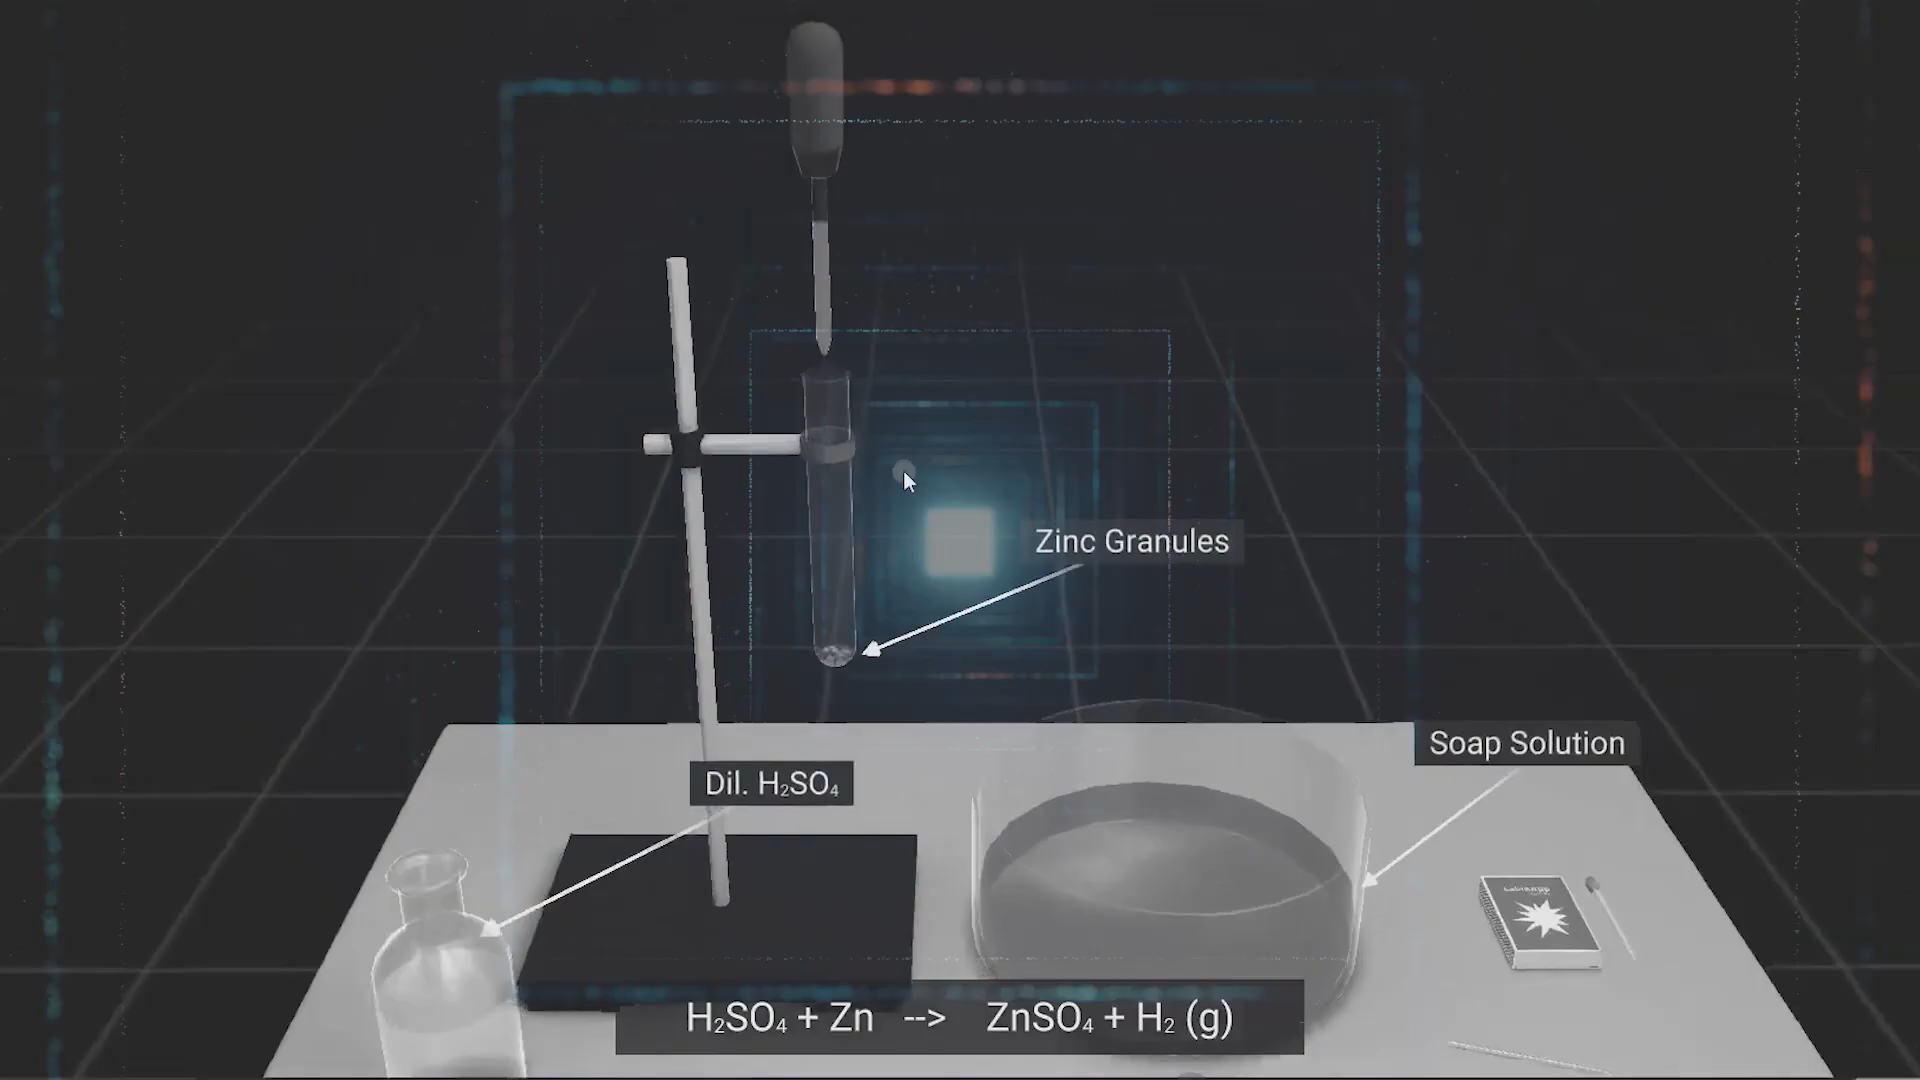 Zinc Granules
Soap Solution
Dil. H₂SO₄
H₂SO₄ + Zn --> ZnSO₄ + H₂ (g)